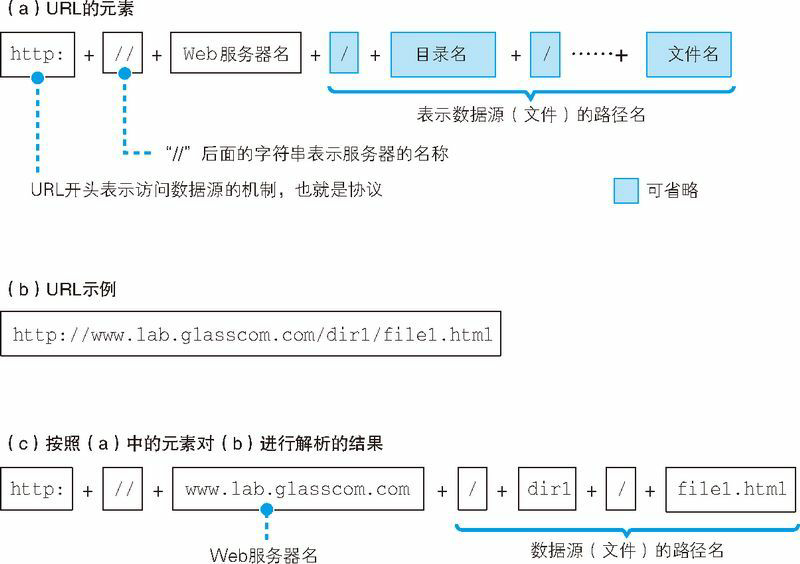 (a)URL的元素
http: + // + Web服务器名 + / + 目录名 + / ……+ 文件名
表示数据源(文件)的路径名
“//”后面的字符串表示服务器的名称
URL开头表示访问数据源的机制,也就是协议
可省略
(b)URL示例
http://www.lab.glasscom.com/dir1/file1.html
(c)按照(a)中的元素对(b)进行解析的结果
http: + // + www.lab.glasscom.com + / + dir1 + / + file1.html
Web服务器名
数据源(文件)的路径名